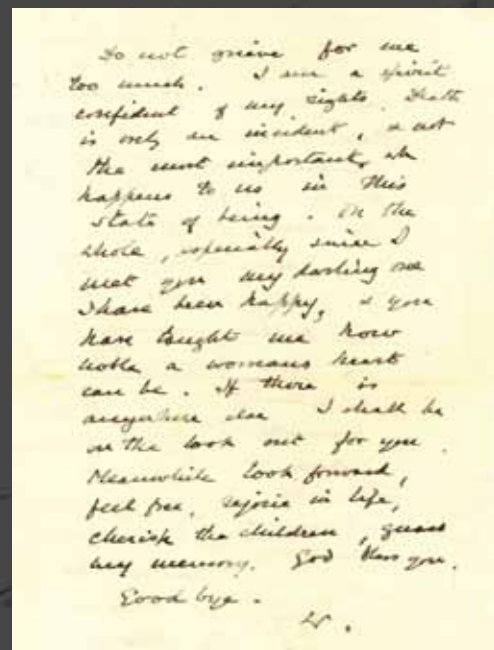 Do not grieve for me
too much. I am a spirit
confident of my rights. Death
is only an incident, & not
the most important wh
happens to us in this
state of being. On the
whole, especially since I
met you my darling one
I have been happy, & you
have taught me how
noble a womans heart
can be. If there is
anywhere else I shall be
on the look out for you.
Meanwhile look forward,
feel free, rejoice in life,
cherish the children, guard
my memory. God bless you.
Good bye.
W.